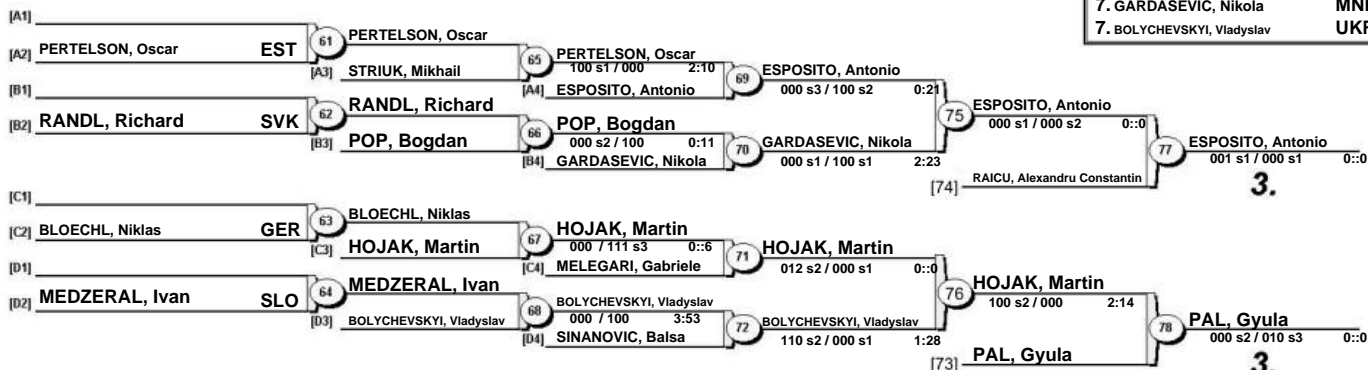 7. GARDASEVIC, Nikola
7. BOLYCHEVSKYI, Vladyslav
[A1]
[A2] PERTELSON, Oscar EST
61
PERTELSON, Oscar
[A3] STRIUK, Mikhail
65
PERTELSON, Oscar
100 s1 / 000 2:10
[A4] ESPOSITO, Antonio
69
ESPOSITO, Antonio
000 s3 / 100 s2 0:21
[B1]
[B2] RANDL, Richard SVK
62
RANDL, Richard
[B3] POP, Bogdan
66
POP, Bogdan
000 s2 / 100 0:11
[B4] GARDASEVIC, Nikola
70
GARDASEVIC, Nikola
000 s1 / 100 s1 2:23
75
ESPOSITO, Antonio
000 s1 / 000 s2 0::0
[74] RAICU, Alexandru Constantin
77
ESPOSITO, Antonio
001 s1 / 000 s1 0::0
3.
[C1]
[C2] BLOECHL, Niklas GER
63
BLOECHL, Niklas
[C3] HOJAK, Martin
67
HOJAK, Martin
000 / 111 s3 0::6
[C4] MELEGARI, Gabriele
71
HOJAK, Martin
012 s2 / 000 s1 0::0
[D1]
[D2] MEDZERAL, Ivan SLO
64
MEDZERAL, Ivan
[D3] BOLYCHEVSKYI, Vladyslav
68
BOLYCHEVSKYI, Vladyslav
000 / 100 3:53
[D4] SINANOVIC, Balsa
72
BOLYCHEVSKYI, Vladyslav
110 s2 / 000 s1 1:28
76
HOJAK, Martin
100 s2 / 000 2:14
[73] PAL, Gyula
78
PAL, Gyula
000 s2 / 010 s3 0::0
3.